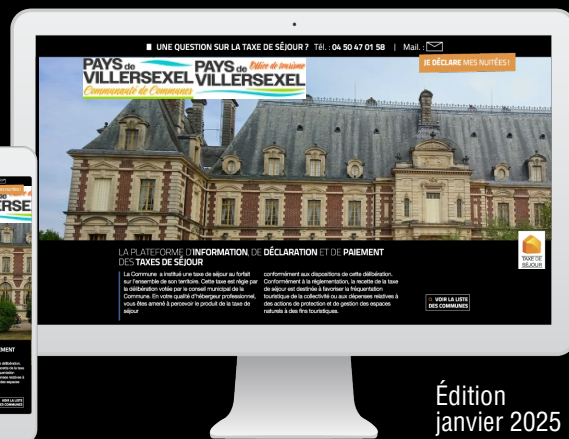 UNE QUESTION SUR LA TAXE DE SÉJOUR ? Tél. : 04 50 47 01 58 | Mail. :
JE DÉCLARE MES NUITÉES !
PAYS de
VILLERSEXEL
Communauté de Communes
PAYS de Office de tourisme
VILLERSEXEL
LA PLATEFORME D'INFORMATION, DE DÉCLARATION ET DE PAIEMENT
DES TAXES DE SÉJOUR
La Commune a institué une taxe de séjour au forfait
sur l'ensemble de son territoire. Cette taxe est régie par
la délibération votée par le conseil municipal de la
Commune. En votre qualité d'hébergeur professionnel,
vous êtes amené à percevoir le produit de la taxe de
séjour
conformément aux dispositions de cette délibération.
Conformément à la réglementation, la recette de la taxe
de séjour est destinée à favoriser la fréquentation
touristique de la collectivité ou aux dépenses relatives à
des actions de protection et de gestion des espaces
naturels à des fins touristiques.
TAXE DE
SÉJOUR
VOIR LA LISTE
DES COMMUNES
ERSE
EMENT
VOIR LA LISTE
DES COMMUNES
Édition
janvier 2025